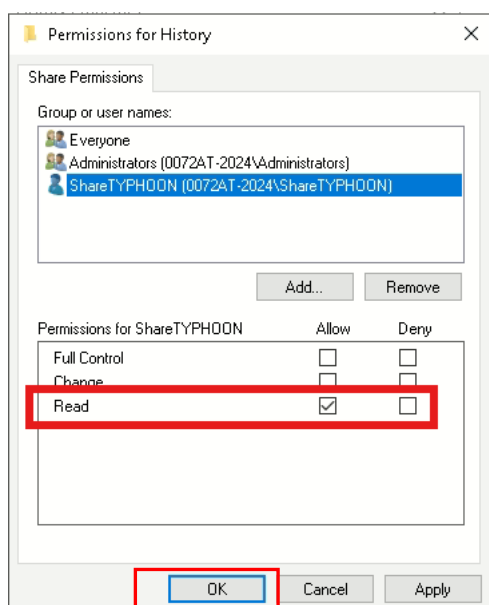 Permissions for History
Share Permissions
Group or user names:
Everyone
Administrators (0072AT-2024\Administrators)
ShareTYPHOON (0072AT-2024\ShareTYPHOON)
Add... Remove
Permissions for ShareTYPHOON Allow Deny
Full Control
Change
Read
OK Cancel Apply